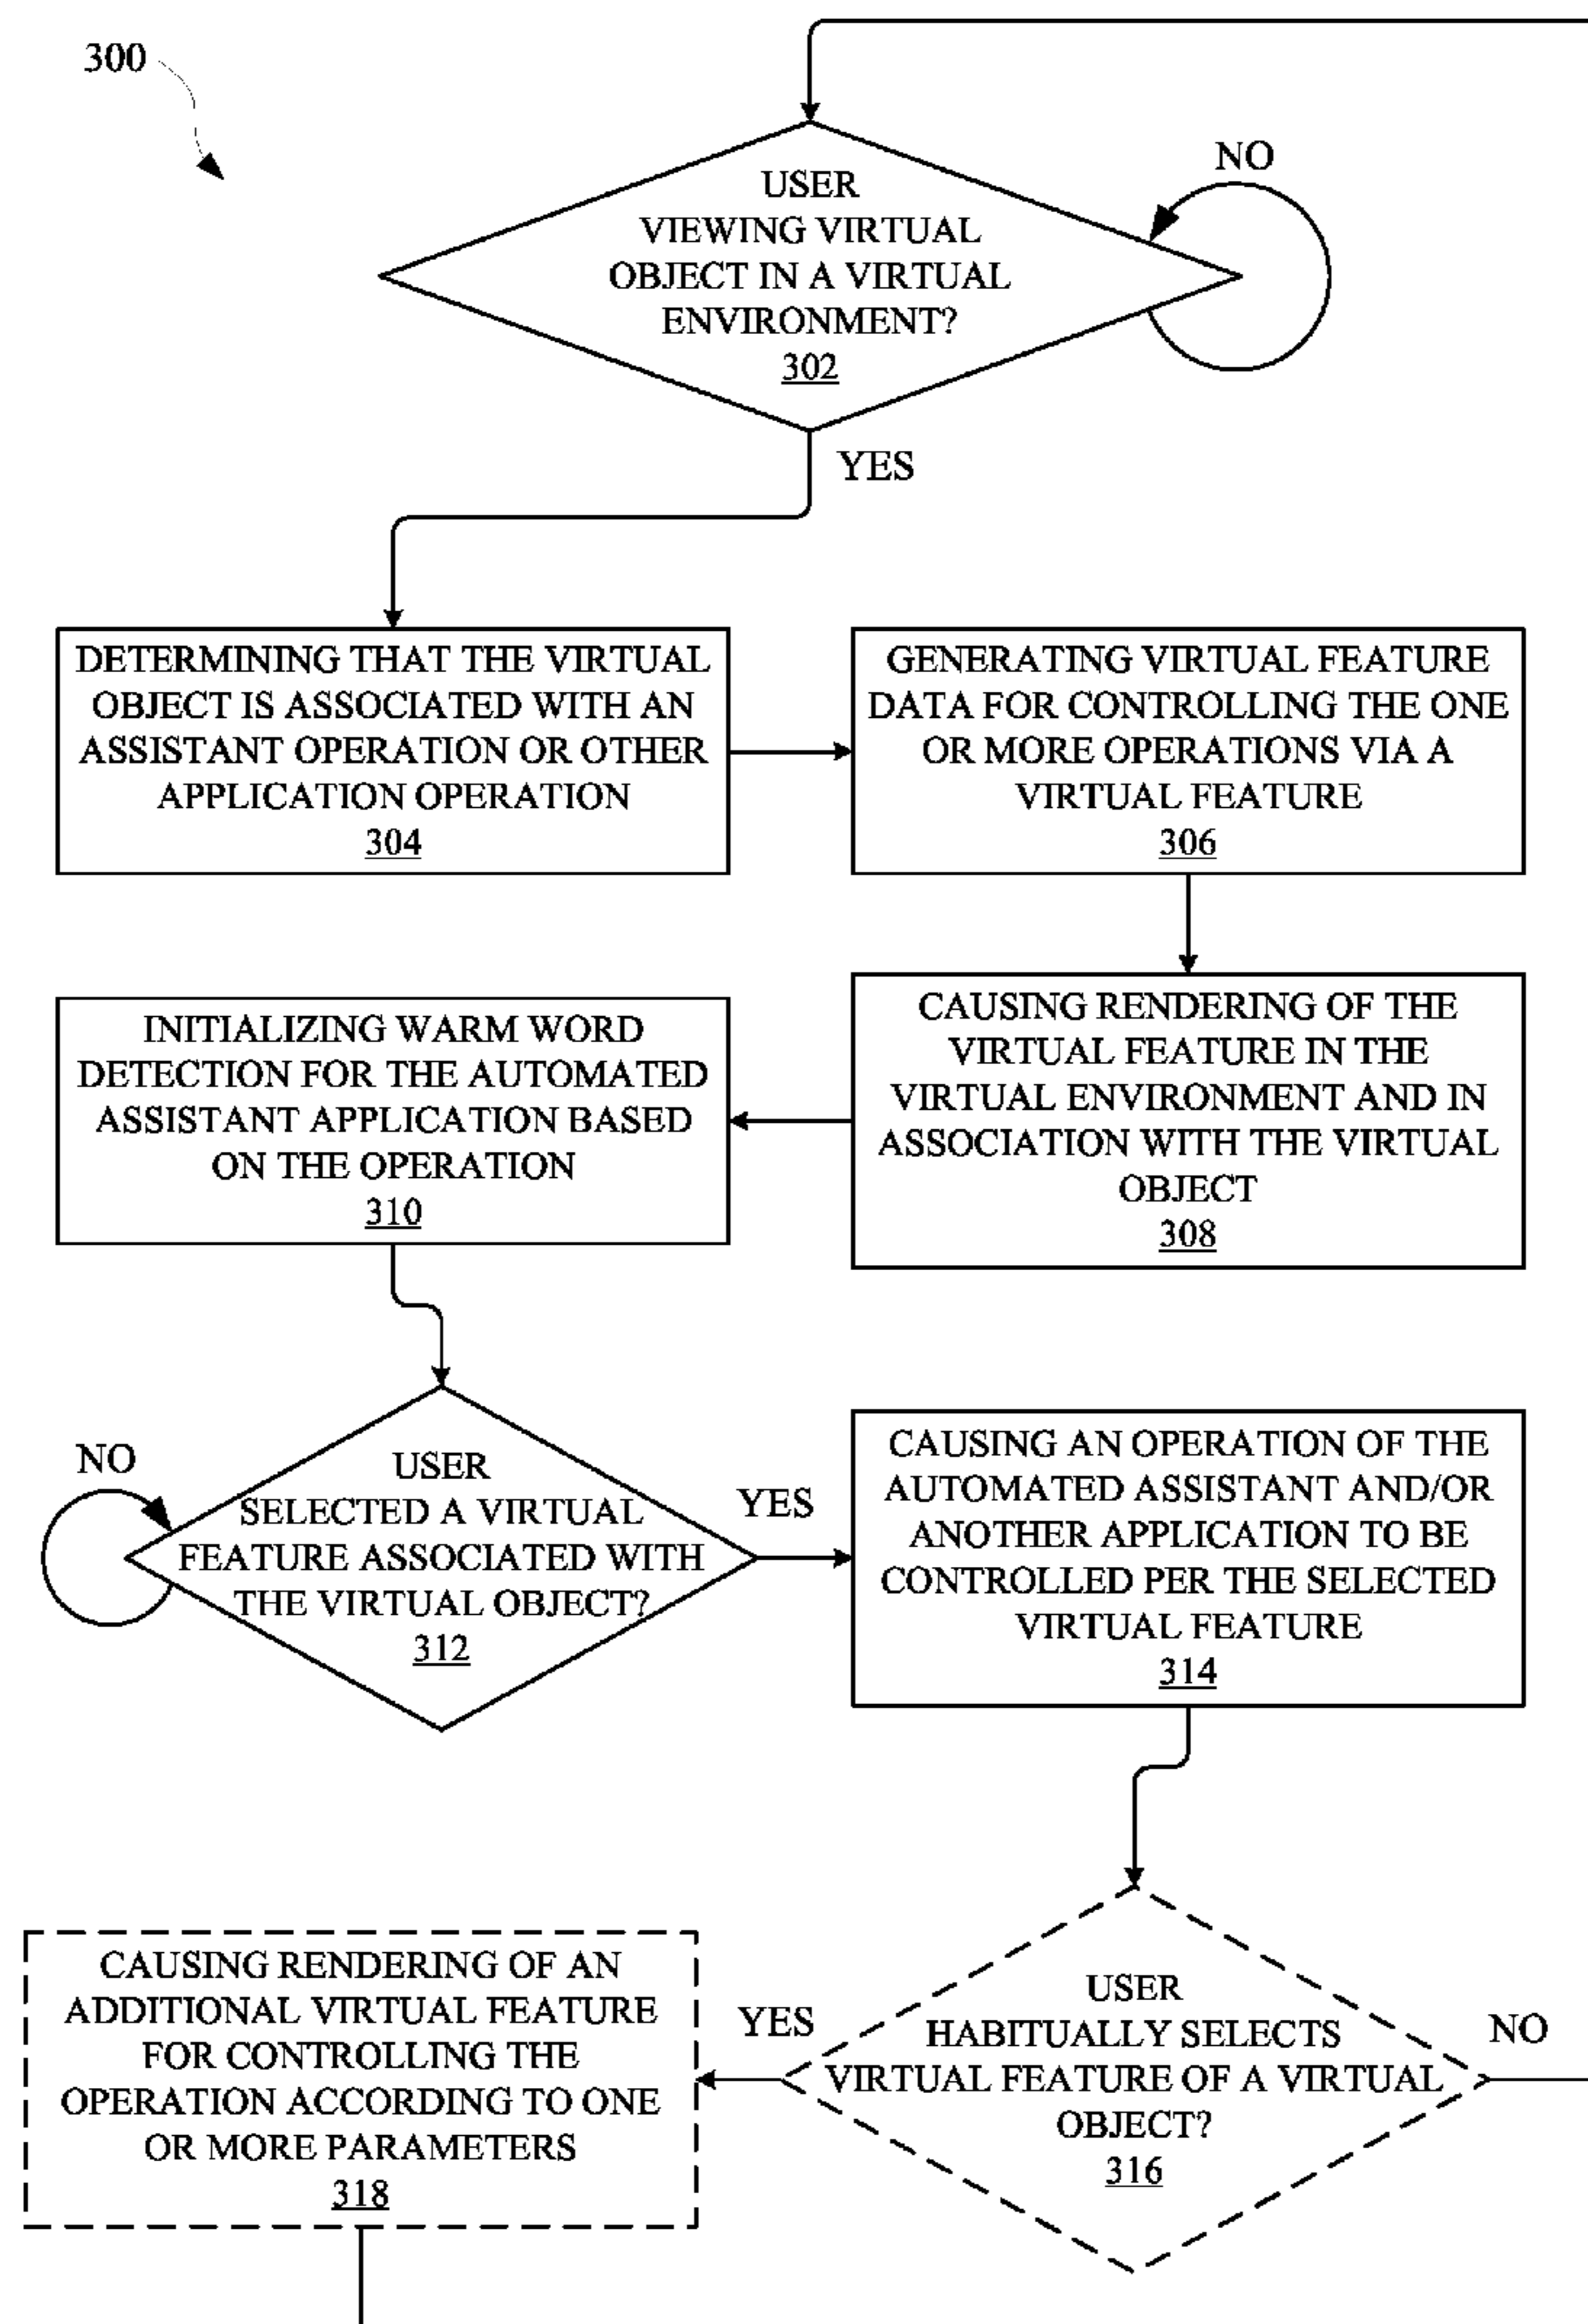 300
USER
VIEWING VIRTUAL
OBJECT IN A VIRTUAL
ENVIRONMENT?
302
NO
YES
DETERMINING THAT THE VIRTUAL
OBJECT IS ASSOCIATED WITH AN
ASSISTANT OPERATION OR OTHER
APPLICATION OPERATION
304
GENERATING VIRTUAL FEATURE
DATA FOR CONTROLLING THE ONE
OR MORE OPERATIONS VIA A
VIRTUAL FEATURE
306
CAUSING RENDERING OF THE
VIRTUAL FEATURE IN THE
VIRTUAL ENVIRONMENT AND IN
ASSOCIATION WITH THE VIRTUAL
OBJECT
308
INITIALIZING WARM WORD
DETECTION FOR THE AUTOMATED
ASSISTANT APPLICATION BASED
ON THE OPERATION
310
NO
USER
SELECTED A VIRTUAL
FEATURE ASSOCIATED WITH
THE VIRTUAL OBJECT?
312
YES
CAUSING AN OPERATION OF THE
AUTOMATED ASSISTANT AND/OR
ANOTHER APPLICATION TO BE
CONTROLLED PER THE SELECTED
VIRTUAL FEATURE
314
USER
HABITUALLY SELECTS
VIRTUAL FEATURE OF A VIRTUAL
OBJECT?
316
NO
YES
CAUSING RENDERING OF AN
ADDITIONAL VIRTUAL FEATURE
FOR CONTROLLING THE
OPERATION ACCORDING TO ONE
OR MORE PARAMETERS
318